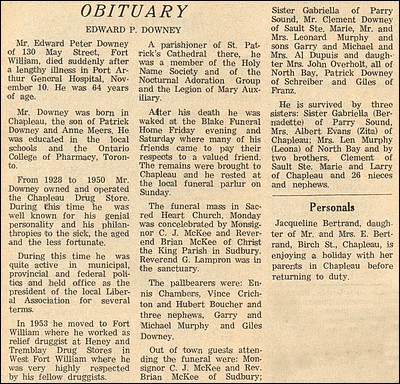 OBITUARY
EDWARD P. DOWNEY
Mr. Edward Peter Downey
of 130 May Street, Fort
William, died suddenly after
a lengthy illness in Port Ar-
thur General Hospital, Nov-
ember 10. He was 64 years
of age.
Mr. Downey was born in
Chapleau, the son of Patrick
Downey and Anne Meers. He
was educated in the local
schools and the Ontario
College of Pharmacy, Toron-
to.
From 1928 to 1950 Mr.
Downey owned and operated
the Chapleau Drug Store.
During this time he was
well known for his genial
personality and his philan-
thropies to the sick, the aged
and the less fortunate.
During this time he was
quite active in municipal,
provincial and federal poli-
tics and held office as the
president of the local Liber-
al Association for several
terms.
In 1953 he moved to Fort
William where he worked as
relief druggist at Heney and
Tremblay Drug Stores in
West Fort William where he
was very highly respected
by his fellow druggists.
A parishioner of St. Pat-
rick's Cathedral there, he
was a member of the Holy
Name Society and of the
Nocturnal Adoration Group
and the Legion of Mary Aux-
iliary.
After his death he was
waked at the Blake Funeral
Home Friday evening and
Saturday where many of his
friends came to pay their
respects to a valued friend.
The remains were brought to
Chapleau and he rested at
the local funeral parlur on
Sunday.
The funeral mass in Sac-
red Heart Church, Monday
was concelebrated by Monsig-
nor C. J. McKee and Rever-
end Brian McKee of Christ
the King Parish in Sudbury.
Reverend G. Lampron was in
the sanctuary.
The pallbearers were: En-
nis Chambers, Vince Crich-
ton and Hubert Boucher and
three nephews, Garry and
Michael Murphy and Giles
Downey.
Out of town guests attend-
ing the funeral were: Mon-
signor C. J. McKee and Rev.
Brian McKee of Sudbury;
Sister Gabriella of Parry
Sound, Mr. Clement Downey
of Sault Ste. Marie, Mr. and
Mrs. Leonard Murphy and
sons Garry and Michael and
Mrs. Al Dupuis and daugh-
ter Mrs. John Overholt, all of
North Bay, Patrick Downey
of Schreiber and Giles of
Franz.
He is survived by three
sisters: Sister Gabriella (Ber-
nadette) of Parry Sound,
Mrs. Albert Evans (Zita) of
Chapleau; Mrs. Len Murphy
(Leona) of North Bay and by
two brothers, Clement of
Sault Ste. Marie and Larry
of Chapleau and 26 nieces
and nephews.
Personals
Jacqueline Bertrand, daugh-
ter of Mr. and Mrs. E. Bert-
rand, Birch St., Chapleau, is
enjoying a holiday with her
parents in Chapleau before
returning to duty.